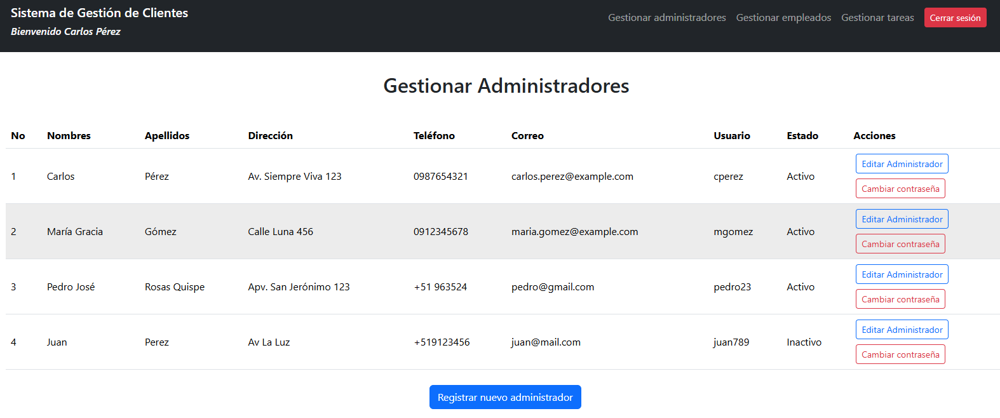 Sistema de Gestión de Clientes
Bienvenido Carlos Pérez
Gestionar administradores Gestionar empleados Gestionar tareas Cerrar sesión
Gestionar Administradores
No Nombres Apellidos Dirección Teléfono Correo Usuario Estado Acciones
1 Carlos Pérez Av. Siempre Viva 123 0987654321 carlos.perez@example.com cperez Activo Editar Administrador
Cambiar contraseña
2 María Gracia Gómez Calle Luna 456 0912345678 maria.gomez@example.com mgomez Activo Editar Administrador
Cambiar contraseña
3 Pedro José Rosas Quispe Apv. San Jerónimo 123 +51 963524 pedro@gmail.com pedro23 Activo Editar Administrador
Cambiar contraseña
4 Juan Perez Av La Luz +519123456 juan@mail.com juan789 Inactivo Editar Administrador
Cambiar contraseña
Registrar nuevo administrador